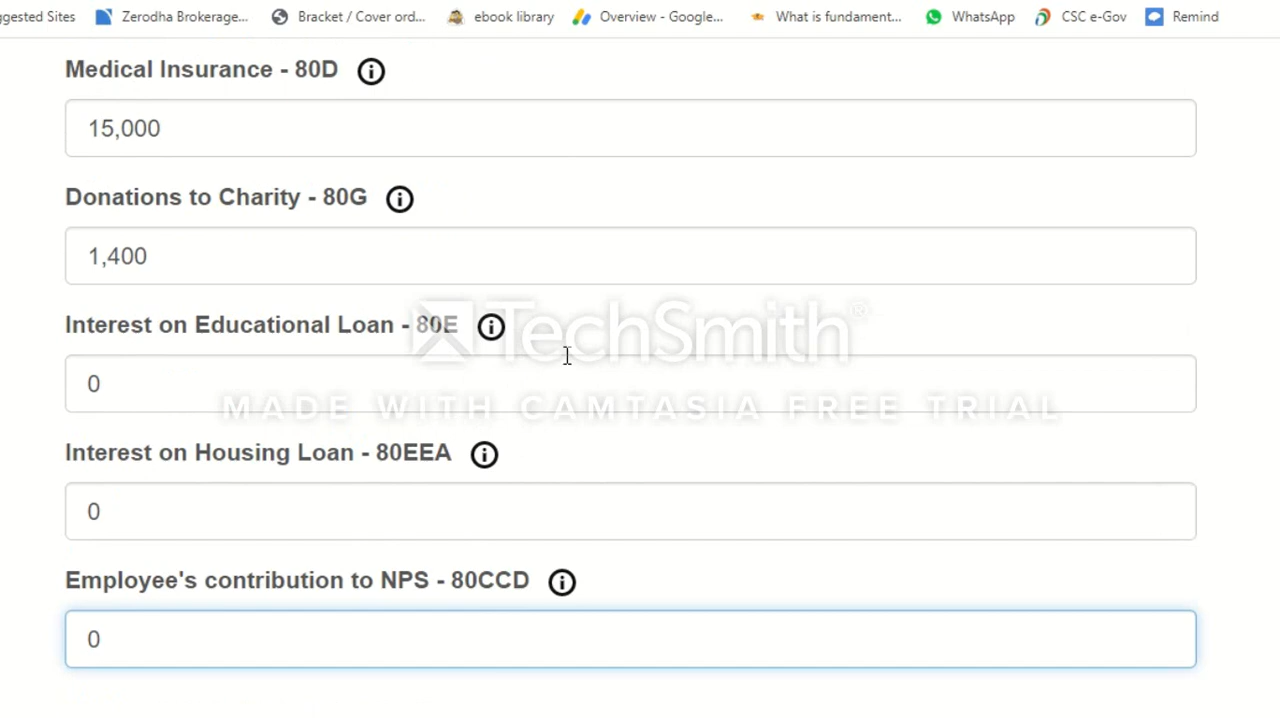 ggested Sites Zerodha Brokerage... Bracket / Cover ord... ebook library Overview - Google... What is fundament... WhatsApp CSC e-Gov Remind
Medical Insurance - 80D
15,000
Donations to Charity - 80G
1,400
Interest on Educational Loan - 80E
TechSmith®
0
MADE WITH CAMTASIA FREE TRIAL
Interest on Housing Loan - 80EEA
0
Employee's contribution to NPS - 80CCD
0